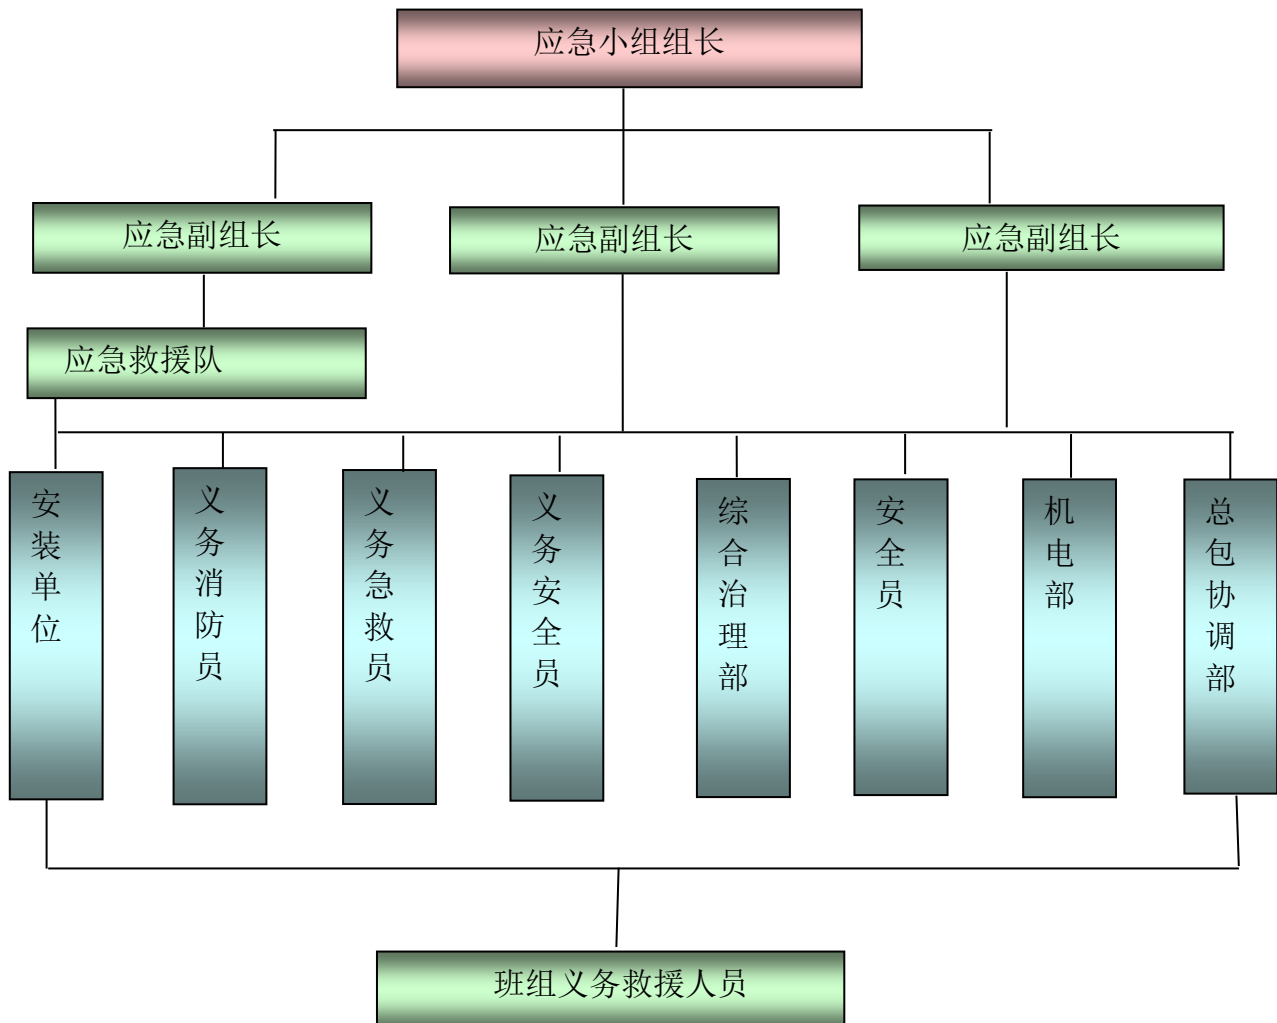 应急小组组长
应急副组长
应急副组长
应急副组长
应急救援队
安装单位
义务消防员
义务急救员
义务安全员
综合治理部
安全员
机电部
总包协调部
班组义务救援人员